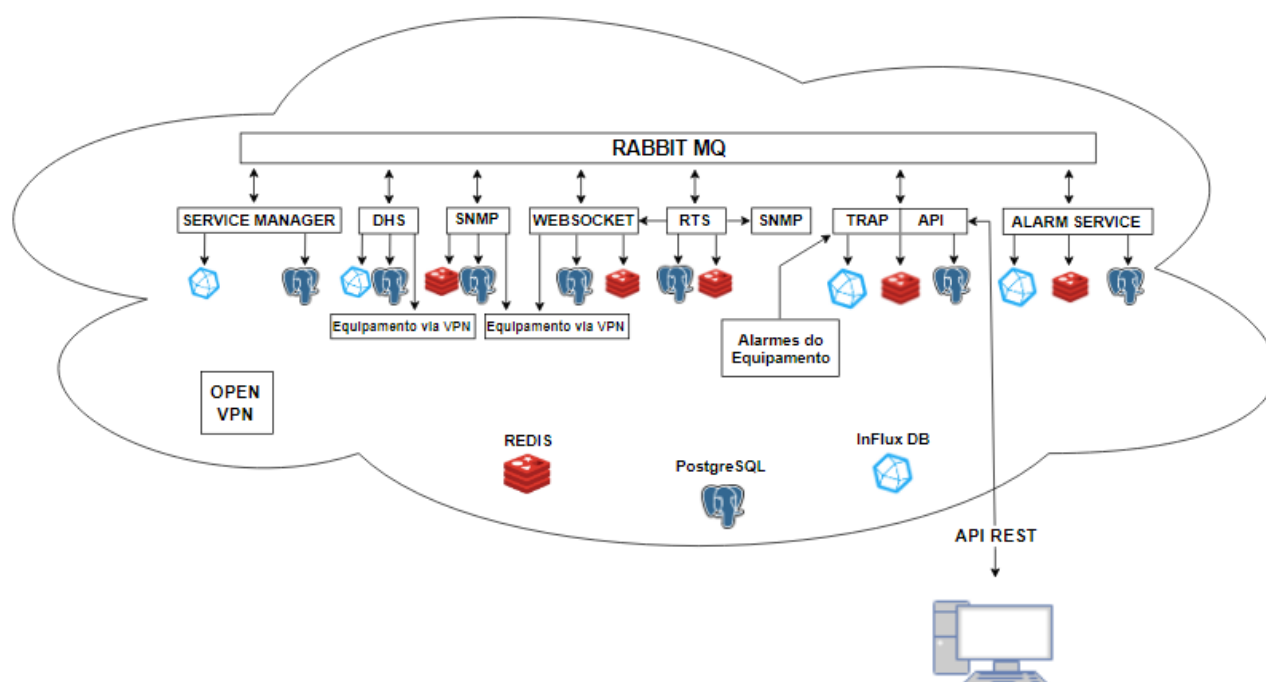 RABBIT MQ
SERVICE MANAGER
DHS
SNMP
WEBSOCKET
RTS
SNMP
TRAP
API
ALARM SERVICE
Equipamento via VPN
Equipamento via VPN
Alarmes do
Equipamento
OPEN
VPN
REDIS
PostgreSQL
InFlux DB
API REST